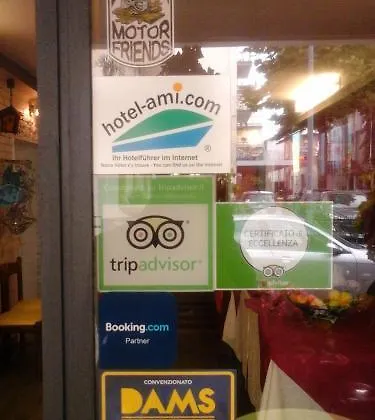 MOTOR
FRIENDS
hotel-ami.com
®
Ihr Hotelführer im Internet
tripadvisor®
CERTIFICATO di
ECCELLENZA
Booking.com
Partner
CONVENZIONATO
DAMS